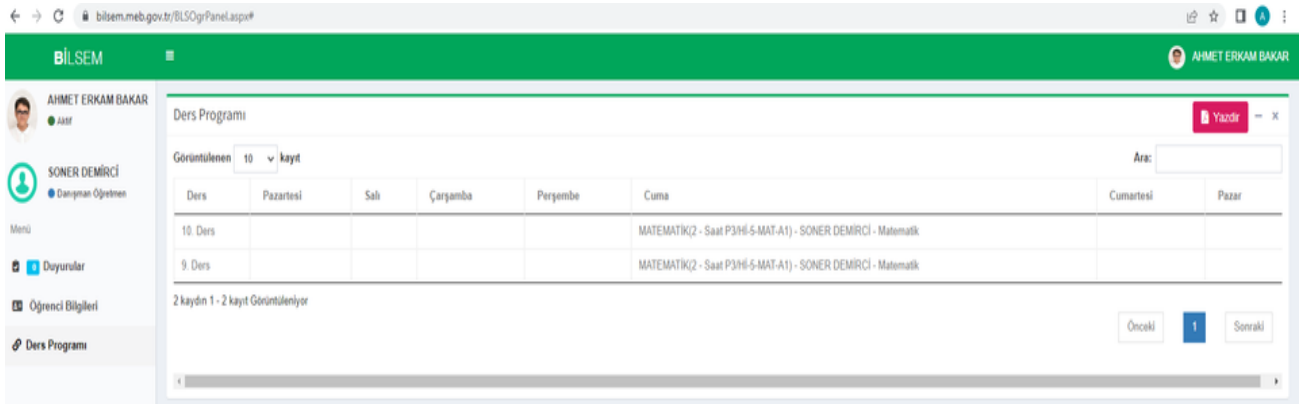 bilsem.meb.gov.tr/BLSOgrPanel.aspx#
A
BİLSEM
AHMET ERKAM BAKAR
AHMET ERKAM BAKAR
Aktif
SONER DEMİRCİ
Danışman Öğretmen
Menü
0 Duyurular
Öğrenci Bilgileri
Ders Programı
Ders Programı
Yazdır
Görüntülenen 10 kayıt
Ara:
Ders Pazartesi Salı Çarşamba Perşembe Cuma Cumartesi Pazar
10. Ders MATEMATİK(2 - Saat P3/Hİ-5-MAT-A1) - SONER DEMİRCİ - Matematik
9. Ders MATEMATİK(2 - Saat P3/Hİ-5-MAT-A1) - SONER DEMİRCİ - Matematik
2 kaydın 1 - 2 kayıt Görüntüleniyor
Önceki 1 Sonraki